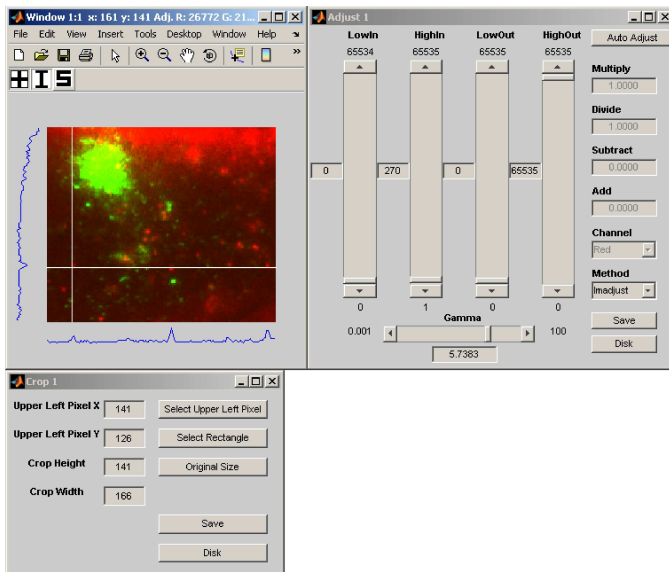 Window 1:1 x: 161 y: 141 Adj. R: 26772 G: 21...
File Edit View Insert Tools Desktop Window Help
Adjust 1
LowIn HighIn LowOut HighOut
65534 65535 65535 65535
Auto Adjust
Multiply
1.0000
Divide
1.0000
Subtract
0.0000
0 270 0 65535
Add
0.0000
Channel
Red
Method
Imadjust
0 1 0 0
Gamma
0.001 100
5.7383
Save
Disk
Crop 1
Upper Left Pixel X 141 Select Upper Left Pixel
Upper Left Pixel Y 126 Select Rectangle
Crop Height 141 Original Size
Crop Width 166
Save
Disk